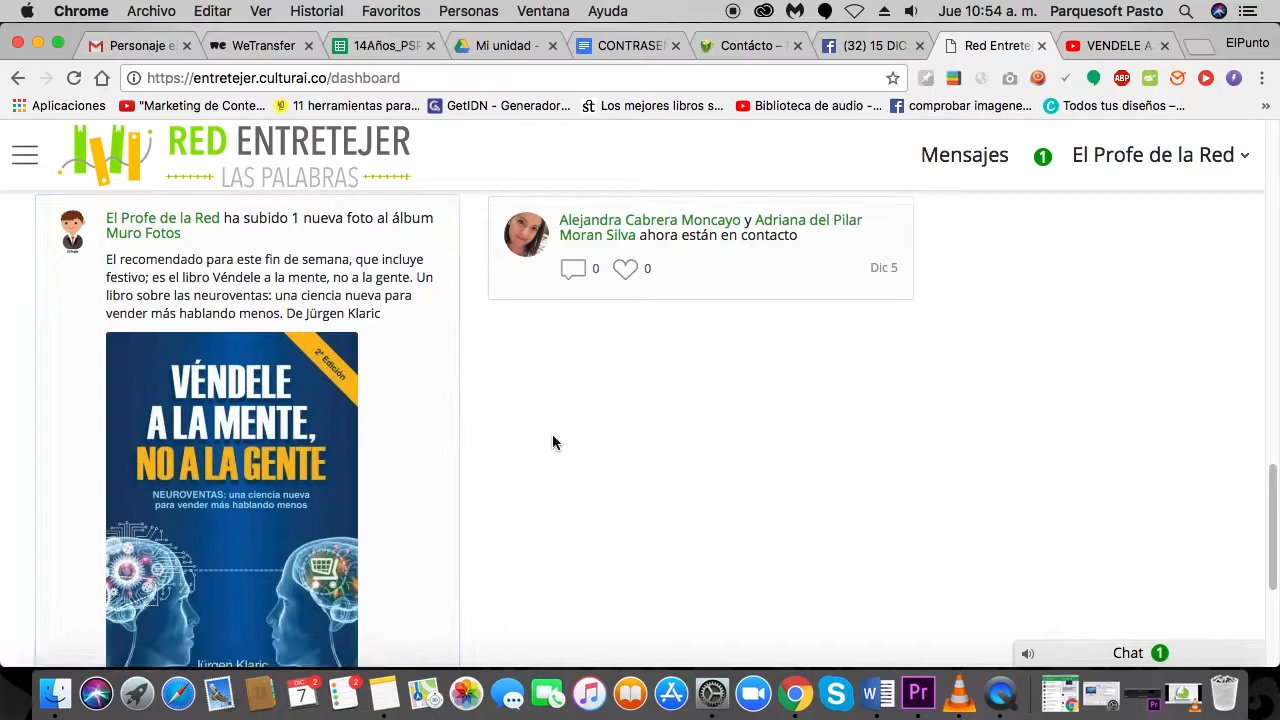 Chrome Archivo Editar Ver Historial Favoritos Personas Ventana Ayuda Jue 10:54 a. m. Parquesoft Pasto
Personaje e WeTransfer 14Años_PSP Mi unidad - CONTRASEÑ Contácto – (32) 15 DIC. Red Entrete VENDELE A ElPunto
https://entretejer.culturai.co/dashboard
Aplicaciones "Marketing de Conte... 11 herramientas para... GetIDN - Generador... Los mejores libros s... Biblioteca de audio -... comprobar imagene... Todos tus diseños –... »
RED ENTRETEJER
LAS PALABRAS
Mensajes 1 El Profe de la Red
El Profe de la Red ha subido 1 nueva foto al álbum
Muro Fotos
El recomendado para este fin de semana, que incluye
festivo; es el libro Véndele a la mente, no a la gente. Un
libro sobre las neuroventas: una ciencia nueva para
vender más hablando menos. De Jürgen Klaric
2ª Edición
VÉNDELE
A LA MENTE,
NO A LA GENTE
NEUROVENTAS: una ciencia nueva
para vender más hablando menos
Jürgen Klaric
Alejandra Cabrera Moncayo y Adriana del Pilar
Moran Silva ahora están en contacto
0 0 Dic 5
Chat 1